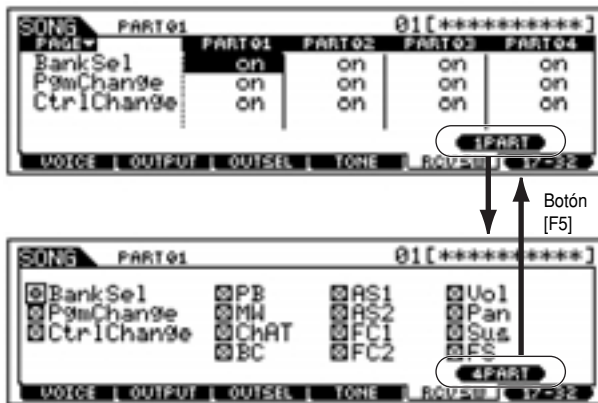 SONG PART01 01[**********]
PAGE PART01 PART02 PART03 PART04
BankSel on on on on
PgmChange on on on on
CtrlChange on on on on
1PART
VOICE OUTPUT OUTSEL TONE RCVSW 17-32
Botón
[F5]
SONG PART01 01[**********]
BankSel PB AS1 Vol
PgmChange MW AS2 Pan
CtrlChange ChAT FC1 Sus
BC FC2 FS
4PART
VOICE OUTPUT OUTSEL TONE RCVSW 17-32